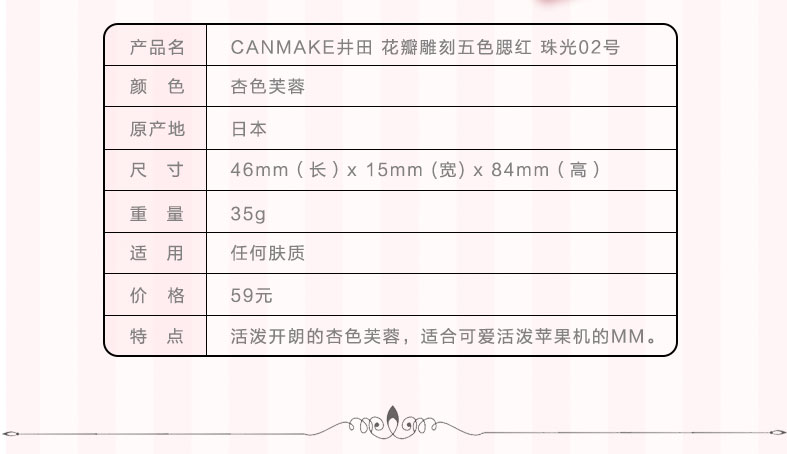 产品名 CANMAKE井田 花瓣雕刻五色腮红 珠光02号
颜 色 杏色芙蓉
原产地 日本
尺 寸 46mm（长）x 15mm (宽) x 84mm（高）
重 量 35g
适 用 任何肤质
价 格 59元
特 点 活泼开朗的杏色芙蓉，适合可爱活泼苹果机的MM。